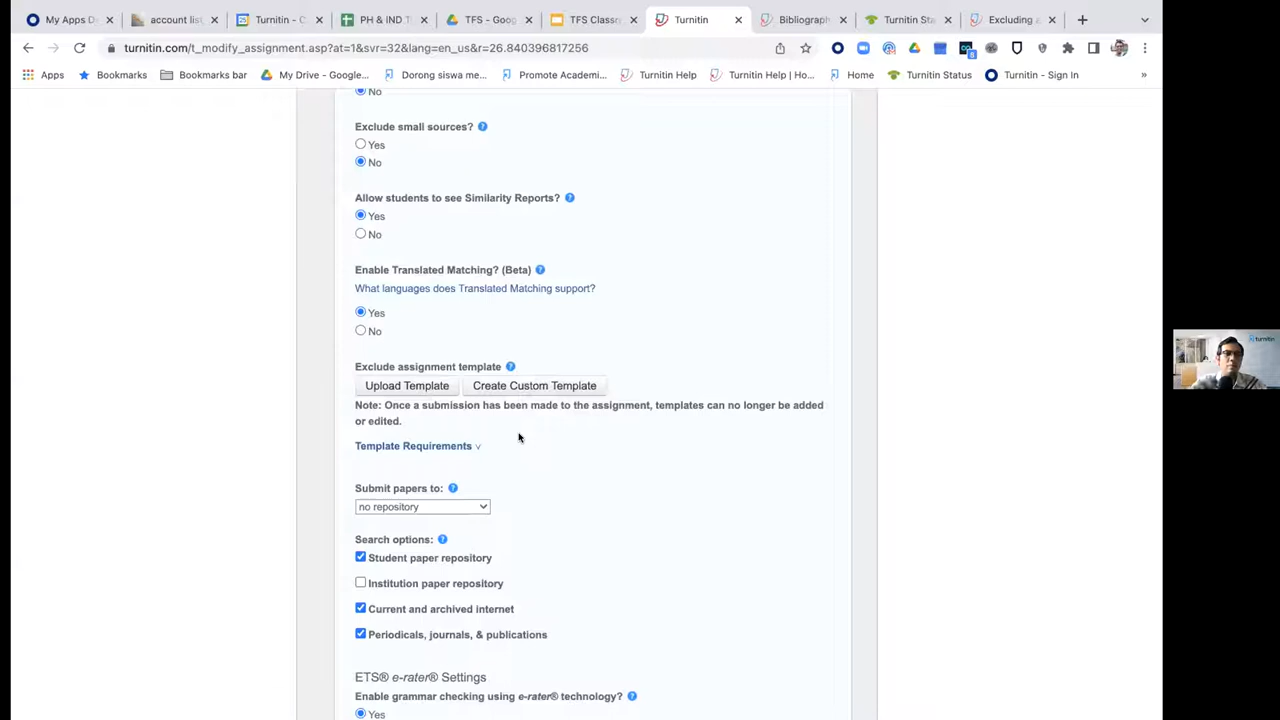 My Apps D
account lis
Turnitin - C
PH & IND T
TFS - Goog
TFS Classro
Turnitin
Bibliograph
Turnitin Sta
Excluding a
turnitin.com/t_modify_assignment.asp?at=1&svr=32&lang=en_us&r=26.840396817256
Apps
Bookmarks
Bookmarks bar
My Drive - Google...
Dorong siswa me...
Promote Academi...
Turnitin Help
Turnitin Help | Ho...
Home
Turnitin Status
Turnitin - Sign In
»
No
Exclude small sources?
Yes
No
Allow students to see Similarity Reports?
Yes
No
Enable Translated Matching? (Beta)
What languages does Translated Matching support?
Yes
No
Exclude assignment template
Upload Template
Create Custom Template
Note: Once a submission has been made to the assignment, templates can no longer be added
or edited.
Template Requirements
Submit papers to:
no repository
Search options:
Student paper repository
Institution paper repository
Current and archived internet
Periodicals, journals, & publications
ETS® e-rater® Settings
Enable grammar checking using e-rater® technology?
Yes
turnitin